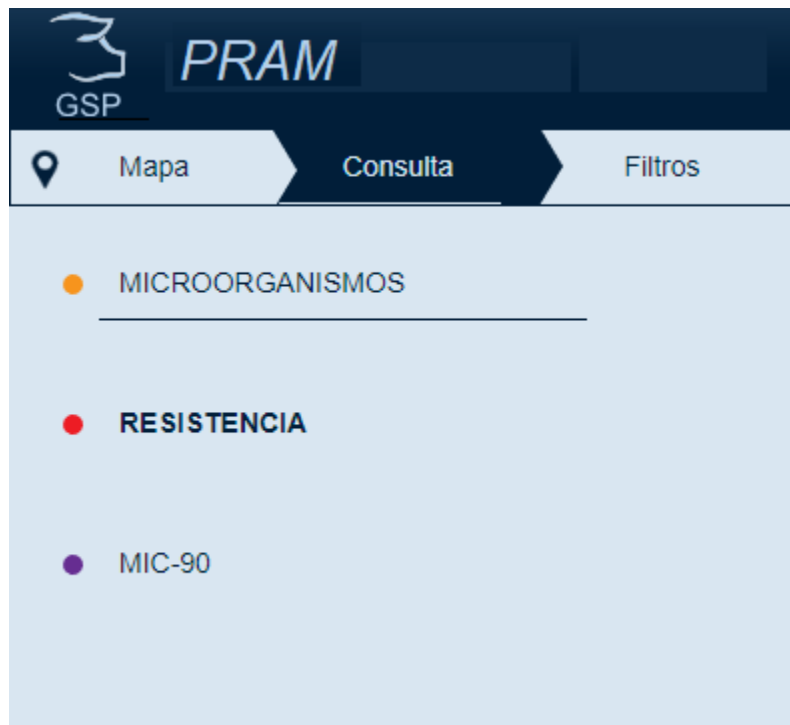 PRAM
GSP
Mapa
Consulta
Filtros
MICROORGANISMOS
RESISTENCIA
MIC-90